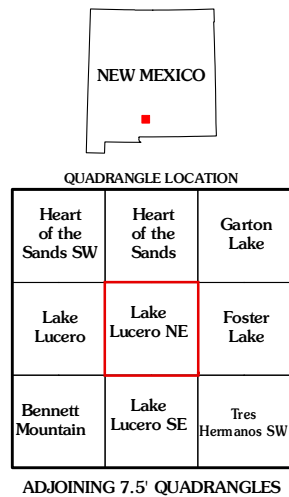 NEW MEXICO
QUADRANGLE LOCATION
Heart
of the
Sands SW
Heart
of the
Sands
Garton
Lake
Lake
Lucero
Lake
Lucero NE
Foster
Lake
Bennett
Mountain
Lake
Lucero SE
Tres
Hermanos SW
ADJOINING 7.5' QUADRANGLES